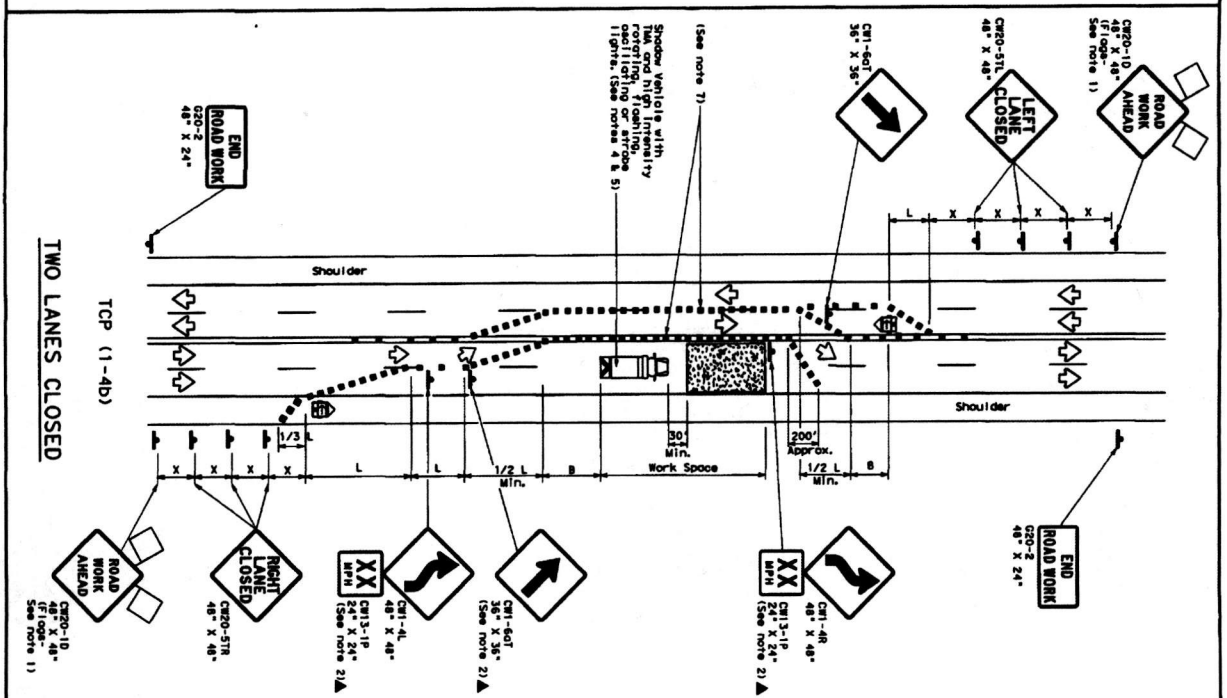 CW20-1D
48" X 48"
(Flags-
See note 1)
ROAD
WORK
AHEAD
CW20-5TL
48" X 48"
LEFT
LANE
CLOSED
CW1-6aT
36" X 36"
(See note 7)
Shadow Vehicle with
TMA and high intensity
rotating, flashing,
oscillating or strobe
lights. (See notes 4 & 5)
END
ROAD WORK
G20-2
48" X 24"
L
X
X
X
X
Shoulder
Shoulder
30'
Min.
200'
Approx.
1/2 L
Min.
B
Work Space
B
1/2 L
Min.
L
L
1/3 L
X
X
X
X
END
ROAD WORK
G20-2
48" X 24"
CW1-4R
48" X 48"
XX
MPH
CW13-1P
24" X 24"
(See note 2)▲
CW1-6aT
36" X 36"
(See note 2)▲
CW1-4L
48" X 48"
XX
MPH
CW13-1P
24" X 24"
(See note 2)▲
RIGHT
LANE
CLOSED
CW20-5TR
48" X 48"
ROAD
WORK
AHEAD
CW20-1D
48" X 48"
(Flags-
See note 1)
TCP (1-4b)
TWO LANES CLOSED